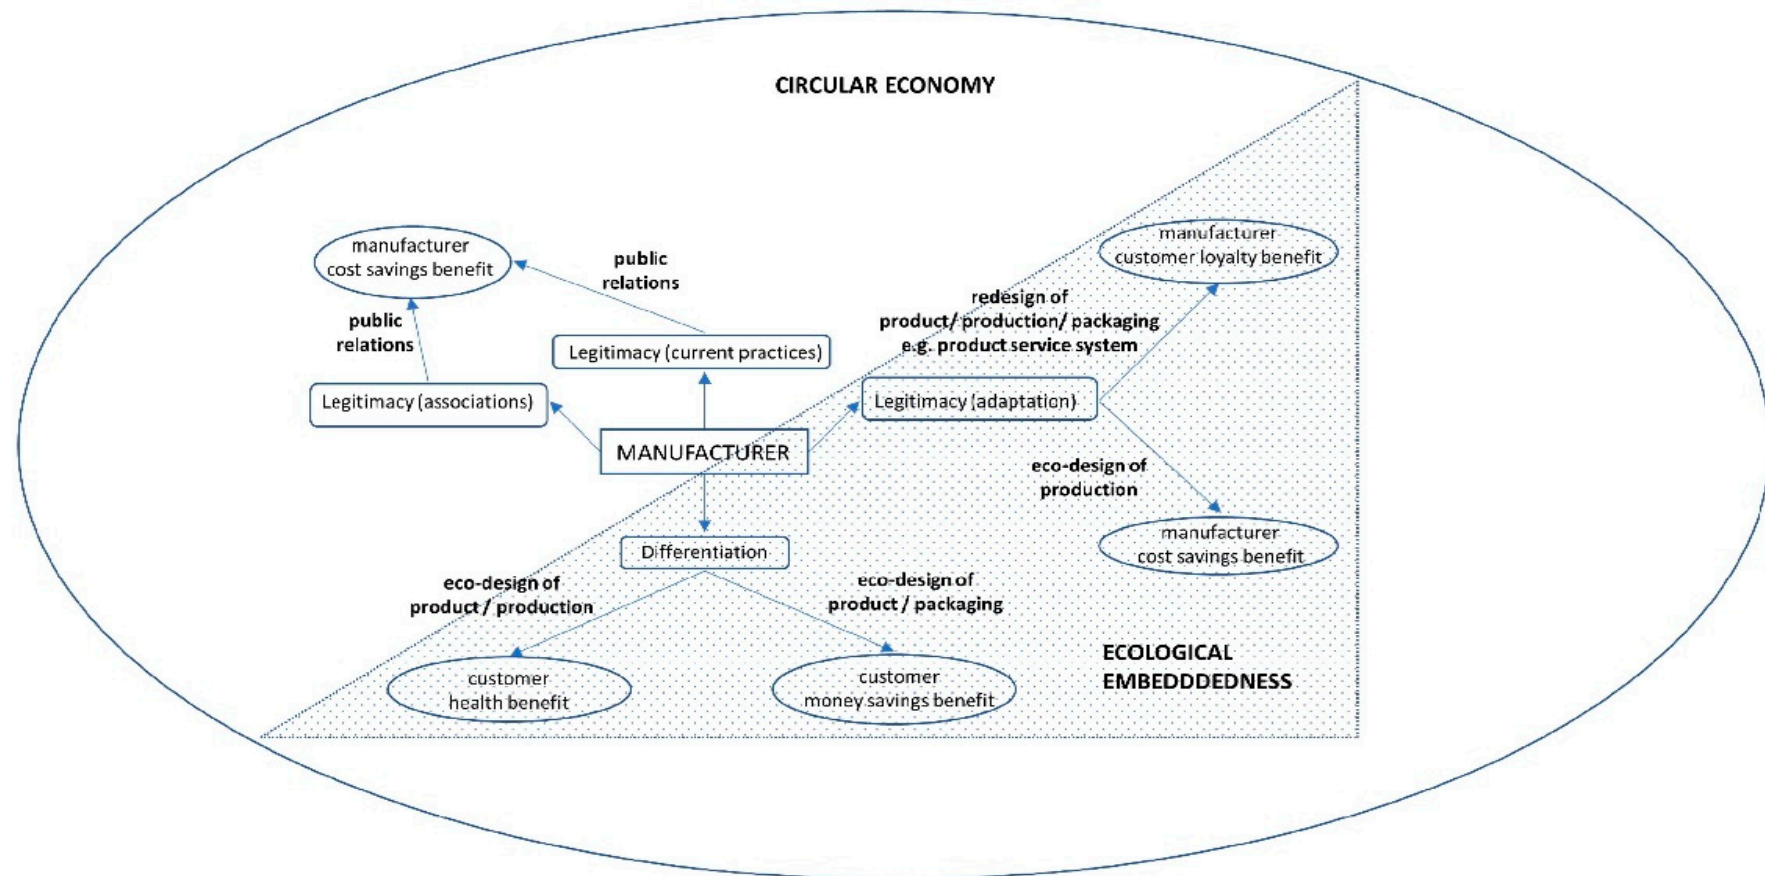 CIRCULAR ECONOMY
manufacturer
cost savings benefit
public
relations
public
relations
Legitimacy (current practices)
Legitimacy (associations)
MANUFACTURER
manufacturer
customer loyalty benefit
redesign of
product/ production/ packaging
e.g. product service system
Legitimacy (adaptation)
eco-design of
production
manufacturer
cost savings benefit
Differentiation
eco-design of
product / production
eco-design of
product / packaging
customer
health benefit
customer
money savings benefit
ECOLOGICAL
EMBEDDDEDNESS